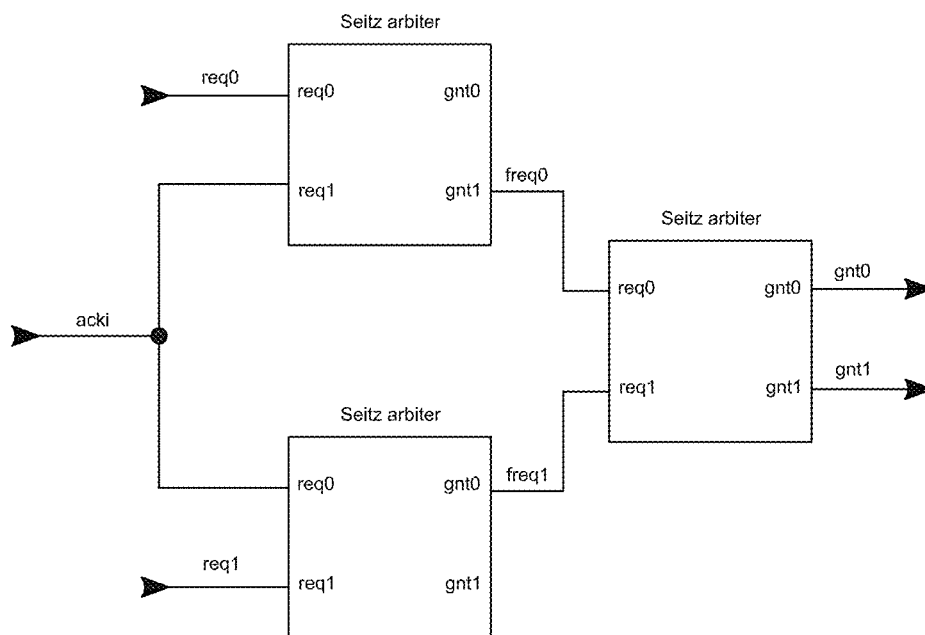 Seitz arbiter
req0
req0
gnt0
req1
gnt1
freq0
Seitz arbiter
req0
gnt0
gnt0
acki
req1
gnt1
gnt1
Seitz arbiter
req0
gnt0
freq1
req1
req1
gnt1